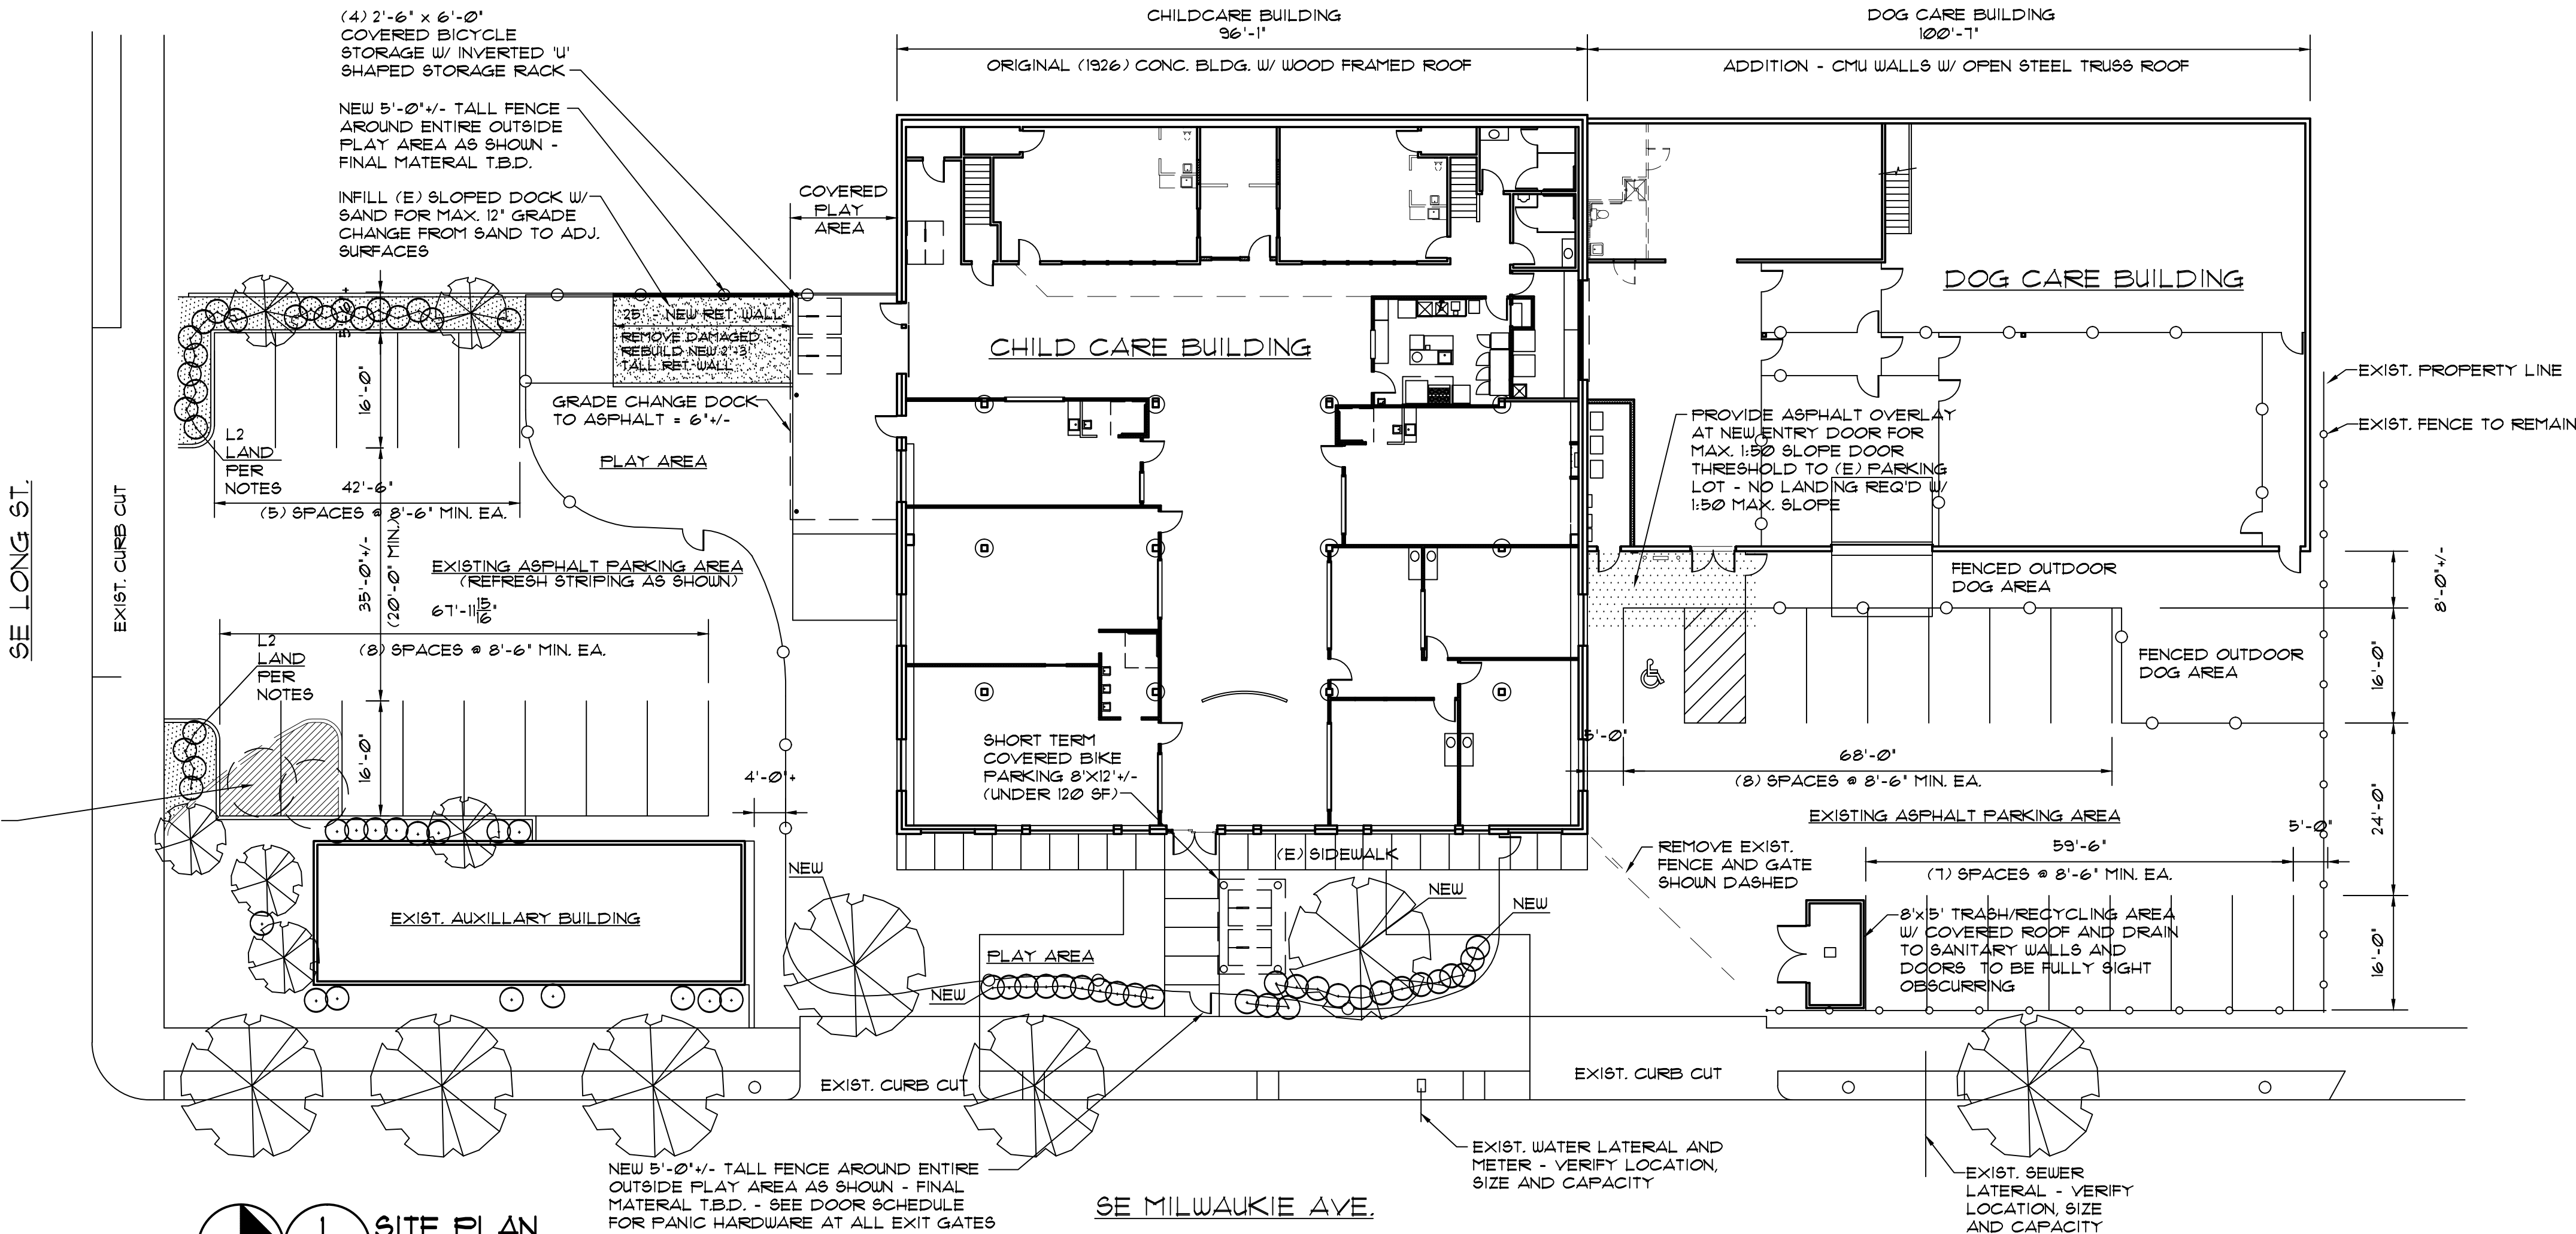 (4) 2'-6" x 6'-0"
COVERED BICYCLE
STORAGE W/ INVERTED 'U'
SHAPED STORAGE RACK
NEW 5'-0"+/- TALL FENCE
AROUND ENTIRE OUTSIDE
PLAY AREA AS SHOWN -
FINAL MATERAL T.B.D.
INFILL (E) SLOPED DOCK W/
SAND FOR MAX. 12" GRADE
CHANGE FROM SAND TO ADJ.
SURFACES
COVERED
PLAY
AREA
CHILDCARE BUILDING
96'-1"
ORIGINAL (1926) CONC. BLDG. W/ WOOD FRAMED ROOF
DOG CARE BUILDING
100'-7"
ADDITION - CMU WALLS W/ OPEN STEEL TRUSS ROOF
5'-0"+
25' - NEW RET. WALL
REMOVE DAMAGED -
REBUILD NEW 2'-3"
TALL RET. WALL
GRADE CHANGE DOCK
TO ASPHALT = 6"+/-
PLAY AREA
16'-0"
L2
LAND
PER
NOTES
42'-6"
(5) SPACES @ 8'-6" MIN. EA.
SE LONG ST.
EXIST. CURB CUT
35'-0"+/-
(20'-0" MIN.)
EXISTING ASPHALT PARKING AREA
(REFRESH STRIPING AS SHOWN)
67'-11 15/16"
(8) SPACES @ 8'-6" MIN. EA.
L2
LAND
PER
NOTES
16'-0"
4'-0"+
EXIST. AUXILLARY BUILDING
CHILD CARE BUILDING
DOG CARE BUILDING
EXIST. PROPERTY LINE
EXIST. FENCE TO REMAIN
PROVIDE ASPHALT OVERLAY
AT NEW ENTRY DOOR FOR
MAX. 1:50 SLOPE DOOR
THRESHOLD TO (E) PARKING
LOT - NO LANDING REQ'D W/
1:50 MAX. SLOPE
FENCED OUTDOOR
DOG AREA
8'-0"+/-
FENCED OUTDOOR
DOG AREA
16'-0"
5'-0"
68'-0"
(8) SPACES @ 8'-6" MIN. EA.
EXISTING ASPHALT PARKING AREA
24'-0"
5'-0"
59'-6"
(7) SPACES @ 8'-6" MIN. EA.
SHORT TERM
COVERED BIKE
PARKING 8'X12'+/-
(UNDER 120 SF)
(E) SIDEWALK
REMOVE EXIST.
FENCE AND GATE
SHOWN DASHED
8'x5' TRASH/RECYCLING AREA
W/ COVERED ROOF AND DRAIN
TO SANITARY WALLS AND
DOORS TO BE FULLY SIGHT
OBSCURRING
16'-0"
NEW
NEW
NEW
PLAY AREA
NEW
EXIST. CURB CUT
EXIST. CURB CUT
EXIST. WATER LATERAL AND
METER - VERIFY LOCATION,
SIZE AND CAPACITY
EXIST. SEWER
LATERAL - VERIFY
LOCATION, SIZE
AND CAPACITY
NEW 5'-0"+/- TALL FENCE AROUND ENTIRE
OUTSIDE PLAY AREA AS SHOWN - FINAL
MATERAL T.B.D. - SEE DOOR SCHEDULE
FOR PANIC HARDWARE AT ALL EXIT GATES
SE MILWAUKIE AVE.
1
SITE PLAN